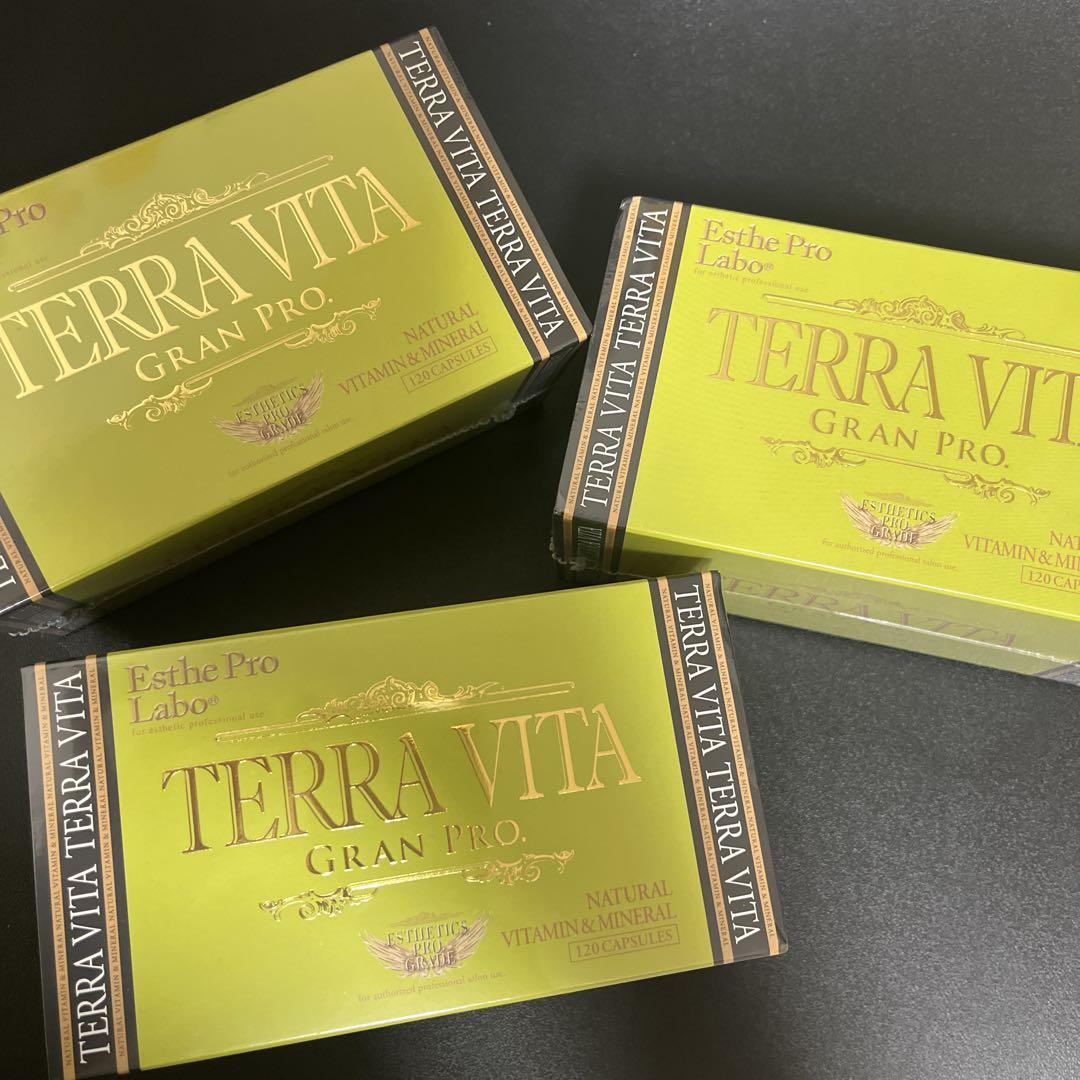 Pro
TERRA VITA
GRAN PRO.
NATURAL
VITAMIN & MINERAL
120 CAPSULES
ESTHETICS
PRO
GRADE
for authorized professional salon use.
TERRA VITA TERRA VITA
Esthe Pro
Labo®
for esthetic professional use
TERRA VIT
GRAN PRO.
ESTHETICS
PRO
GRADE
for authorized professional salon use.
NAT
VITAMIN & MIN
120 CAP
TERRA VITA TERRA VITA
Esthe Pro
Labo®
for esthetic professional use
TERRA VITA
GRAN PRO.
ESTHETICS
PRO
GRADE
for authorized professional salon use.
NATURAL
VITAMIN & MINERAL
120 CAPSULES
TERRA VITA TERRA VITA
TERRA VITA TERRA VITA